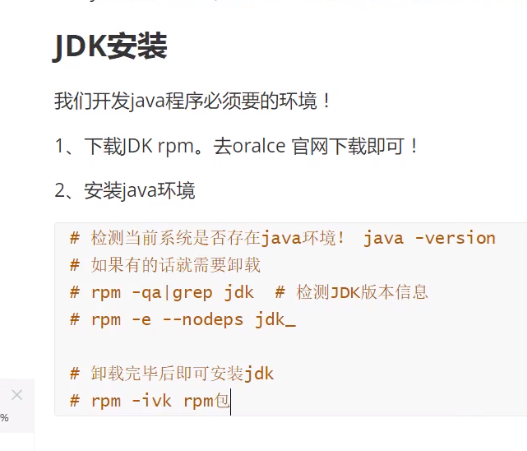 JDK安装
我们开发java程序必须要的环境！
1、下载JDK rpm。去oralce 官网下载即可！
2、安装java环境
# 检测当前系统是否存在java环境！ java -version
# 如果有的话就需要卸载
# rpm -qa|grep jdk  # 检测JDK版本信息
# rpm -e --nodeps jdk_
# 卸载完毕后即可安装jdk
# rpm -ivk rpm包
%